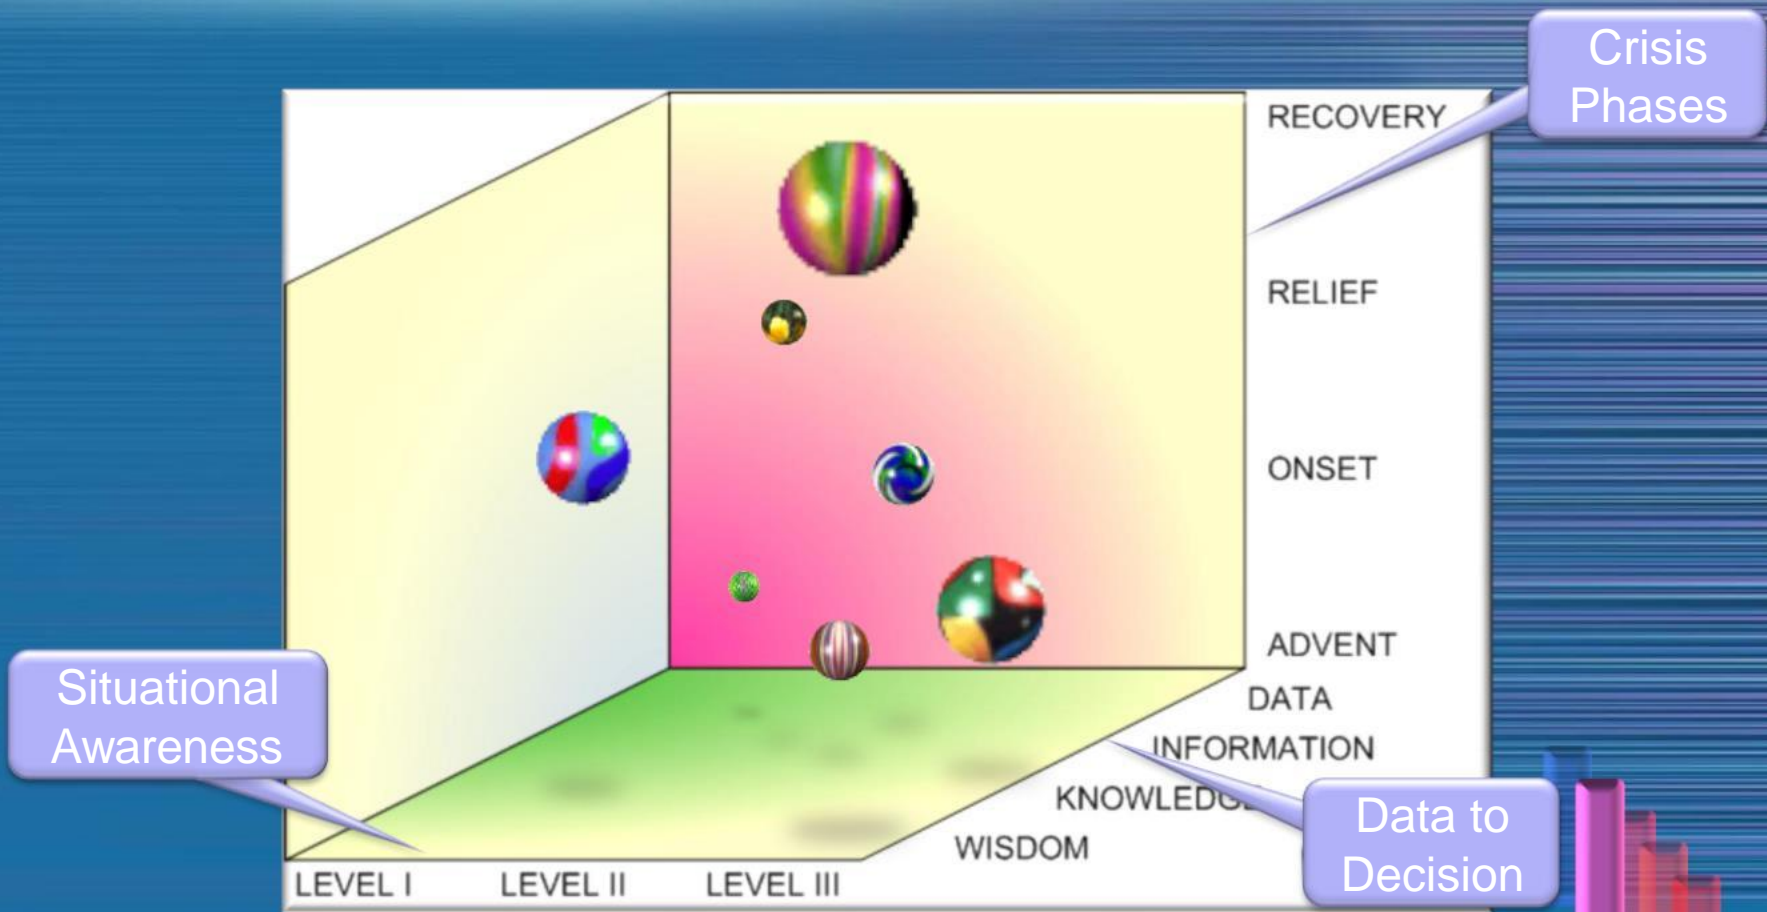 Crisis
Phases
RECOVERY
RELIEF
ONSET
ADVENT
DATA
INFORMATION
KNOWLEDGE
WISDOM
Situational
Awareness
Data to
Decision
LEVEL I
LEVEL II
LEVEL III